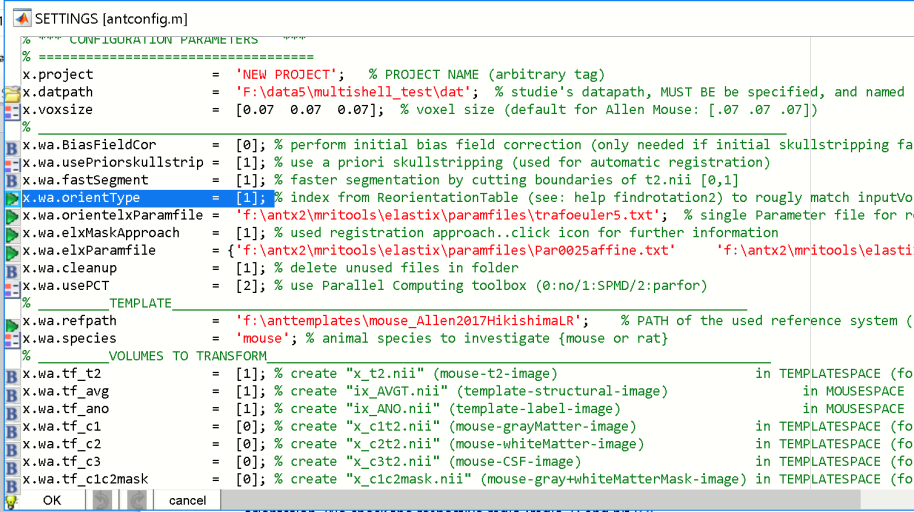 SETTINGS [antconfig.m]
% *** CONFIGURATION PARAMETERS ***
% ===================================
x.project = 'NEW PROJECT'; % PROJECT NAME (arbitrary tag)
x.datpath = 'F:\data5\multishell_test\dat'; % studie's datapath, MUST BE be specified, and named
x.voxsize = [0.07 0.07 0.07]; % voxel size (default for Allen Mouse: [.07 .07 .07])
% ___________________________________________________________________________________
x.wa.BiasFieldCor = [0]; % perform initial bias field correction (only needed if initial skullstripping fa
x.wa.usePriorskullstrip = [1]; % use a priori skullstripping (used for automatic registration)
x.wa.fastSegment = [1]; % faster segmentation by cutting boundaries of t2.nii [0,1]
x.wa.orientType = [1]; % index from ReorientationTable (see: help findrotation2) to rougly match inputVo
x.wa.orientelxParamfile = 'f:\antx2\mritools\elastix\paramfiles\trafoeuler5.txt'; % single Parameter file for r
x.wa.elxMaskApproach = [1]; % used registration approach..click icon for further information
x.wa.elxParamfile = {'f:\antx2\mritools\elastix\paramfiles\Par0025affine.txt' 'f:\antx2\mritools\elasti
x.wa.cleanup = [1]; % delete unused files in folder
x.wa.usePCT = [2]; % use Parallel Computing toolbox (0:no/1:SPMD/2:parfor)
% _________TEMPLATE_________________________________________________________________
x.wa.refpath = 'f:\anttemplates\mouse_Allen2017HikishimaLR'; % PATH of the used reference system (
x.wa.species = 'mouse'; % animal species to investigate {mouse or rat}
% _________VOLUMES TO TRANSFORM________________________________________________________________
x.wa.tf_t2 = [1]; % create "x_t2.nii" (mouse-t2-image) in TEMPLATESPACE (fo
x.wa.tf_avg = [1]; % create "ix_AVGT.nii" (template-structural-image) in MOUSESPACE
x.wa.tf_ano = [1]; % create "ix_ANO.nii" (template-label-image) in MOUSESPACE
x.wa.tf_c1 = [0]; % create "x_c1t2.nii" (mouse-grayMatter-image) in TEMPLATESPACE (fo
x.wa.tf_c2 = [0]; % create "x_c2t2.nii" (mouse-whiteMatter-image) in TEMPLATESPACE (fo
x.wa.tf_c3 = [0]; % create "x_c3t2.nii" (mouse-CSF-image) in TEMPLATESPACE (fo
x.wa.tf_c1c2mask = [0]; % create "x_c1c2mask.nii" (mouse-gray+whiteMatterMask-image) in TEMPLATESPACE (fo
OK cancel